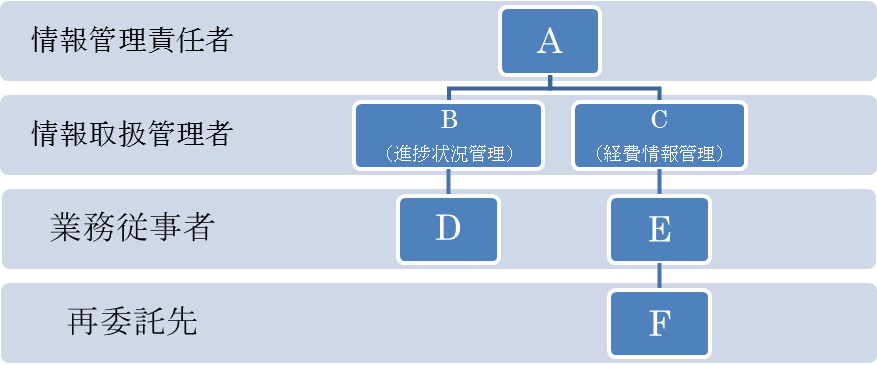 情報管理責任者
A
情報取扱管理者
B
（進捗状況管理）
C
（経費情報管理）
業務従事者
D
E
再委託先
F